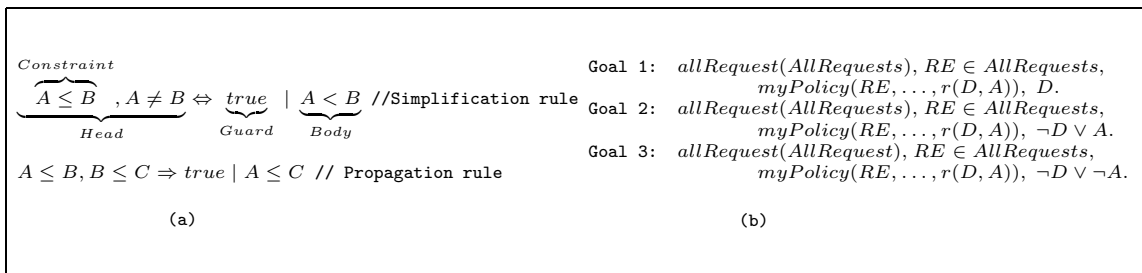 Constraint
A ≤ B , A ≠ B ⇔ true | A < B //Simplification rule
Head Guard Body
A ≤ B, B ≤ C ⇒ true | A ≤ C // Propagation rule
(a)
Goal 1: allRequest(AllRequests), RE ∈ AllRequests,
myPolicy(RE, . . . , r(D, A)), D.
Goal 2: allRequest(AllRequests), RE ∈ AllRequests,
myPolicy(RE, . . . , r(D, A)), ¬D ∨ A.
Goal 3: allRequest(AllRequest), RE ∈ AllRequests,
myPolicy(RE, . . . , r(D, A)), ¬D ∨ ¬A.
(b)